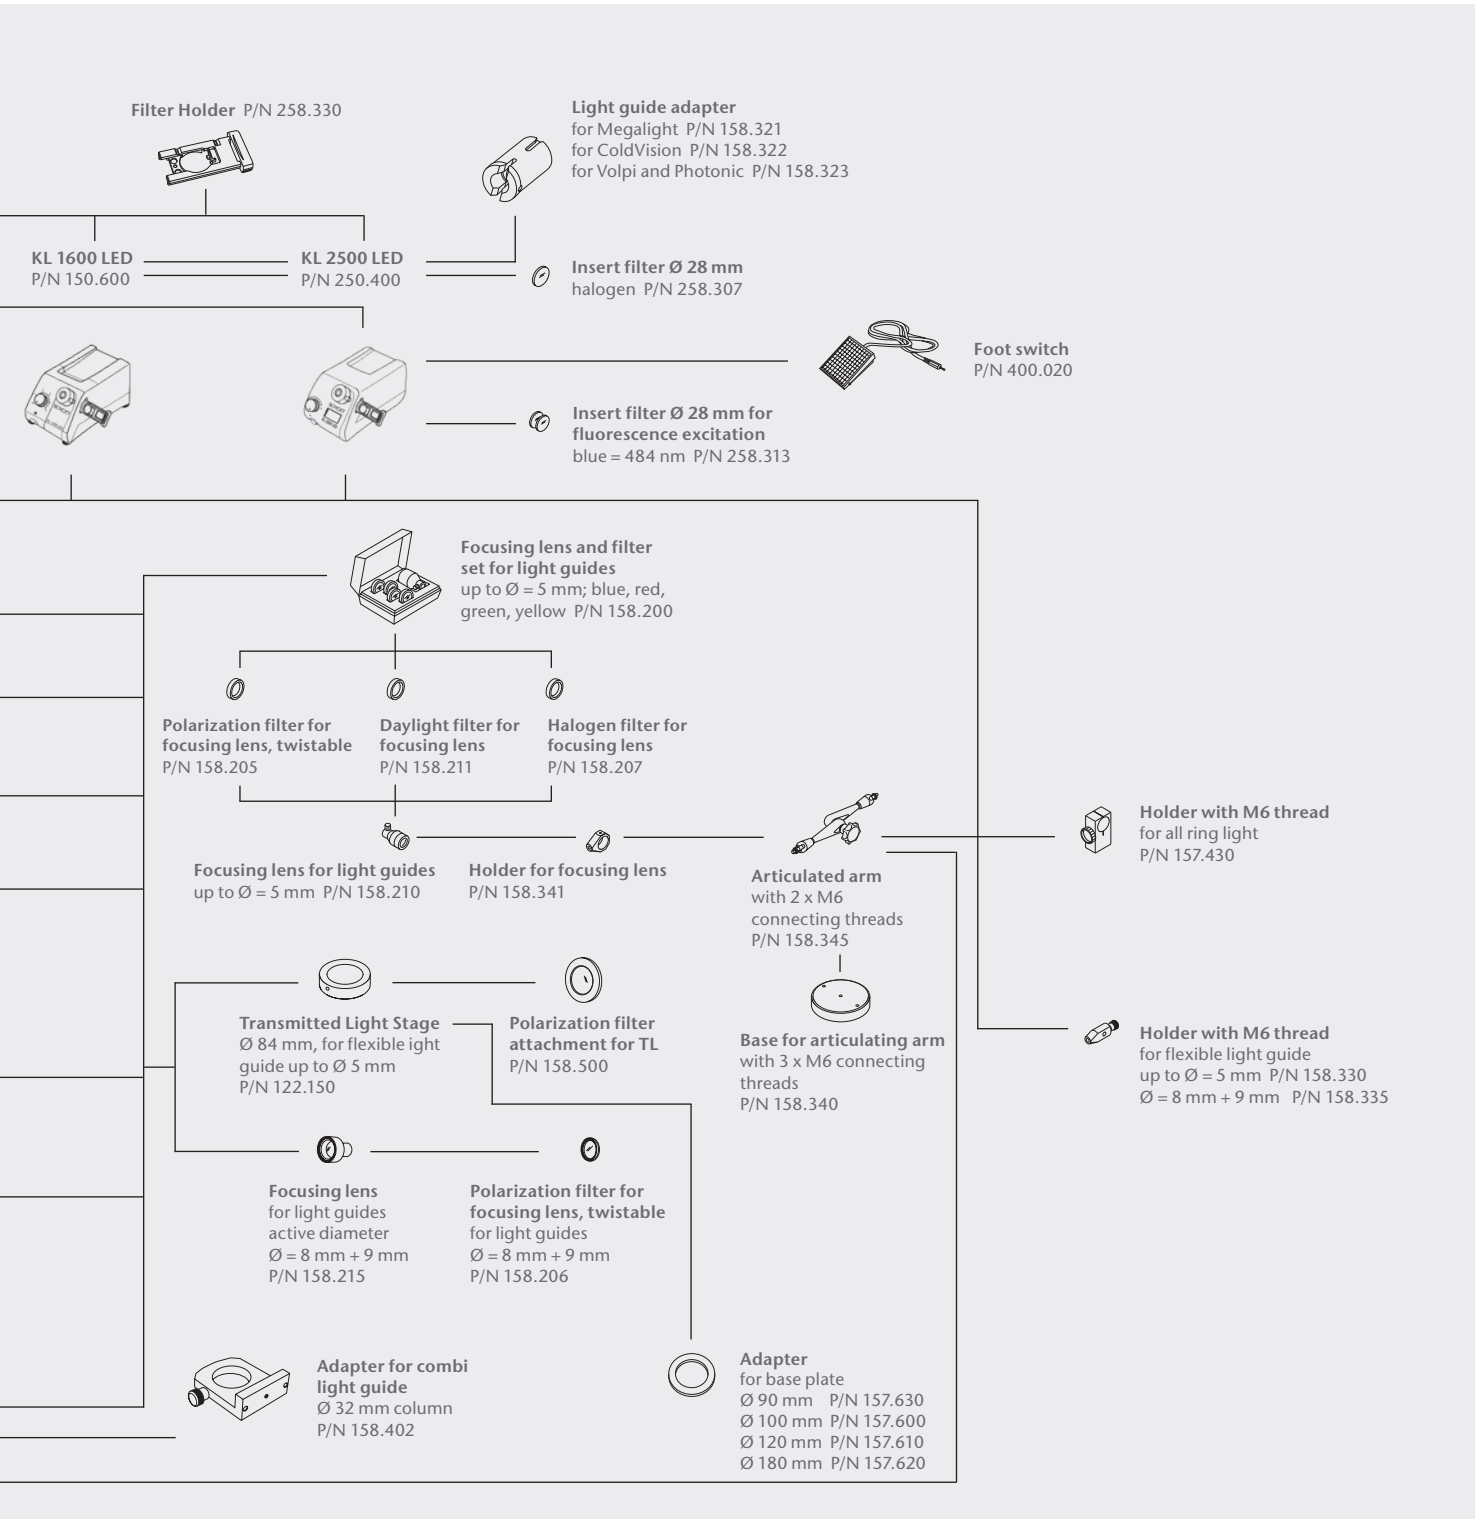 Filter Holder P/N 258.330
Light guide adapter
for Megalight P/N 158.321
for ColdVision P/N 158.322
for Volpi and Photonic P/N 158.323
KL 1600 LED
P/N 150.600
KL 2500 LED
P/N 250.400
Insert filter Ø 28 mm
halogen P/N 258.307
Foot switch
P/N 400.020
Insert filter Ø 28 mm for
fluorescence excitation
blue = 484 nm P/N 258.313
Focusing lens and filter
set for light guides
up to Ø = 5 mm; blue, red,
green, yellow P/N 158.200
Polarization filter for
focusing lens, twistable
P/N 158.205
Daylight filter for
focusing lens
P/N 158.211
Halogen filter for
focusing lens
P/N 158.207
Focusing lens for light guides
up to Ø = 5 mm P/N 158.210
Holder for focusing lens
P/N 158.341
Articulated arm
with 2 x M6
connecting threads
P/N 158.345
Holder with M6 thread
for all ring light
P/N 157.430
Transmitted Light Stage
Ø 84 mm, for flexible ight
guide up to Ø 5 mm
P/N 122.150
Polarization filter
attachment for TL
P/N 158.500
Base for articulating arm
with 3 x M6 connecting
threads
P/N 158.340
Holder with M6 thread
for flexible light guide
up to Ø = 5 mm P/N 158.330
Ø = 8 mm + 9 mm P/N 158.335
Focusing lens
for light guides
active diameter
Ø = 8 mm + 9 mm
P/N 158.215
Polarization filter for
focusing lens, twistable
for light guides
Ø = 8 mm + 9 mm
P/N 158.206
Adapter for combi
light guide
Ø 32 mm column
P/N 158.402
Adapter
for base plate
Ø 90 mm P/N 157.630
Ø 100 mm P/N 157.600
Ø 120 mm P/N 157.610
Ø 180 mm P/N 157.620